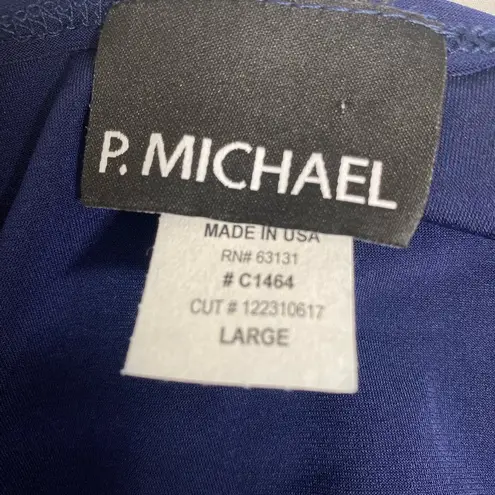 P. MICHAEL
MADE IN USA
RN# 63131
# C1464
CUT # 122310617
LARGE